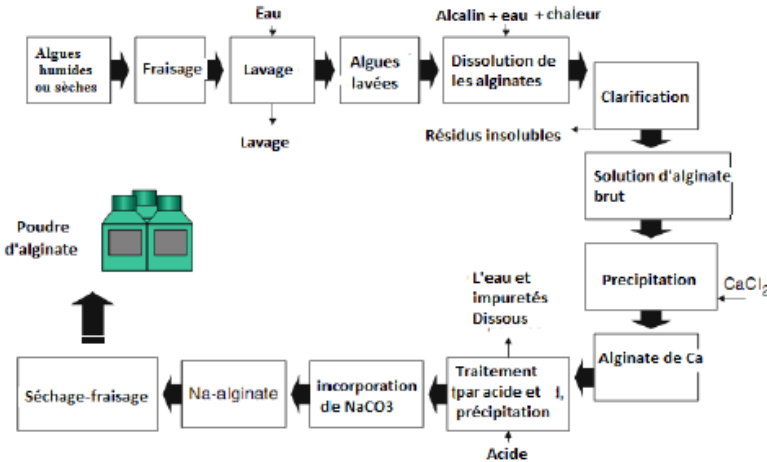 Eau
Alcalin + eau + chaleur
Algues
humides
ou sèches
Fraisage
Lavage
Algues
lavées
Dissolution de
les alginates
Clarification
Lavage
Résidus insolubles
Solution d'alginate
brut
Poudre
d'alginate
L'eau et
impuretés
Dissous
Precipitation
CaCl2
Alginate de Ca
Séchage-fraisage
Na-alginate
incorporation
de NaCO3
Traitement
(par acide et
précipitation
Acide